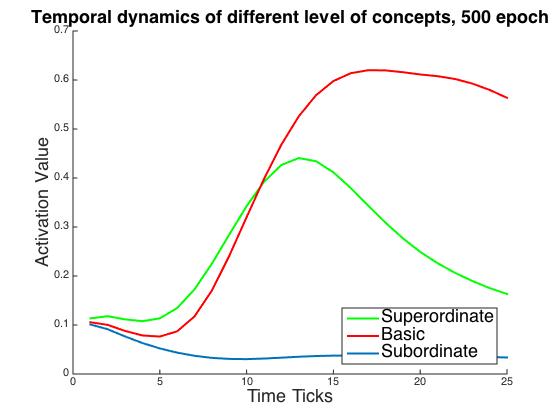 Temporal dynamics of different level of concepts, 500 epoch
0.7
0.6
0.5
0.4
0.3
0.2
0.1
0
Activation Value
Superordinate
Basic
Subordinate
0 5 10 15 20 25
Time Ticks